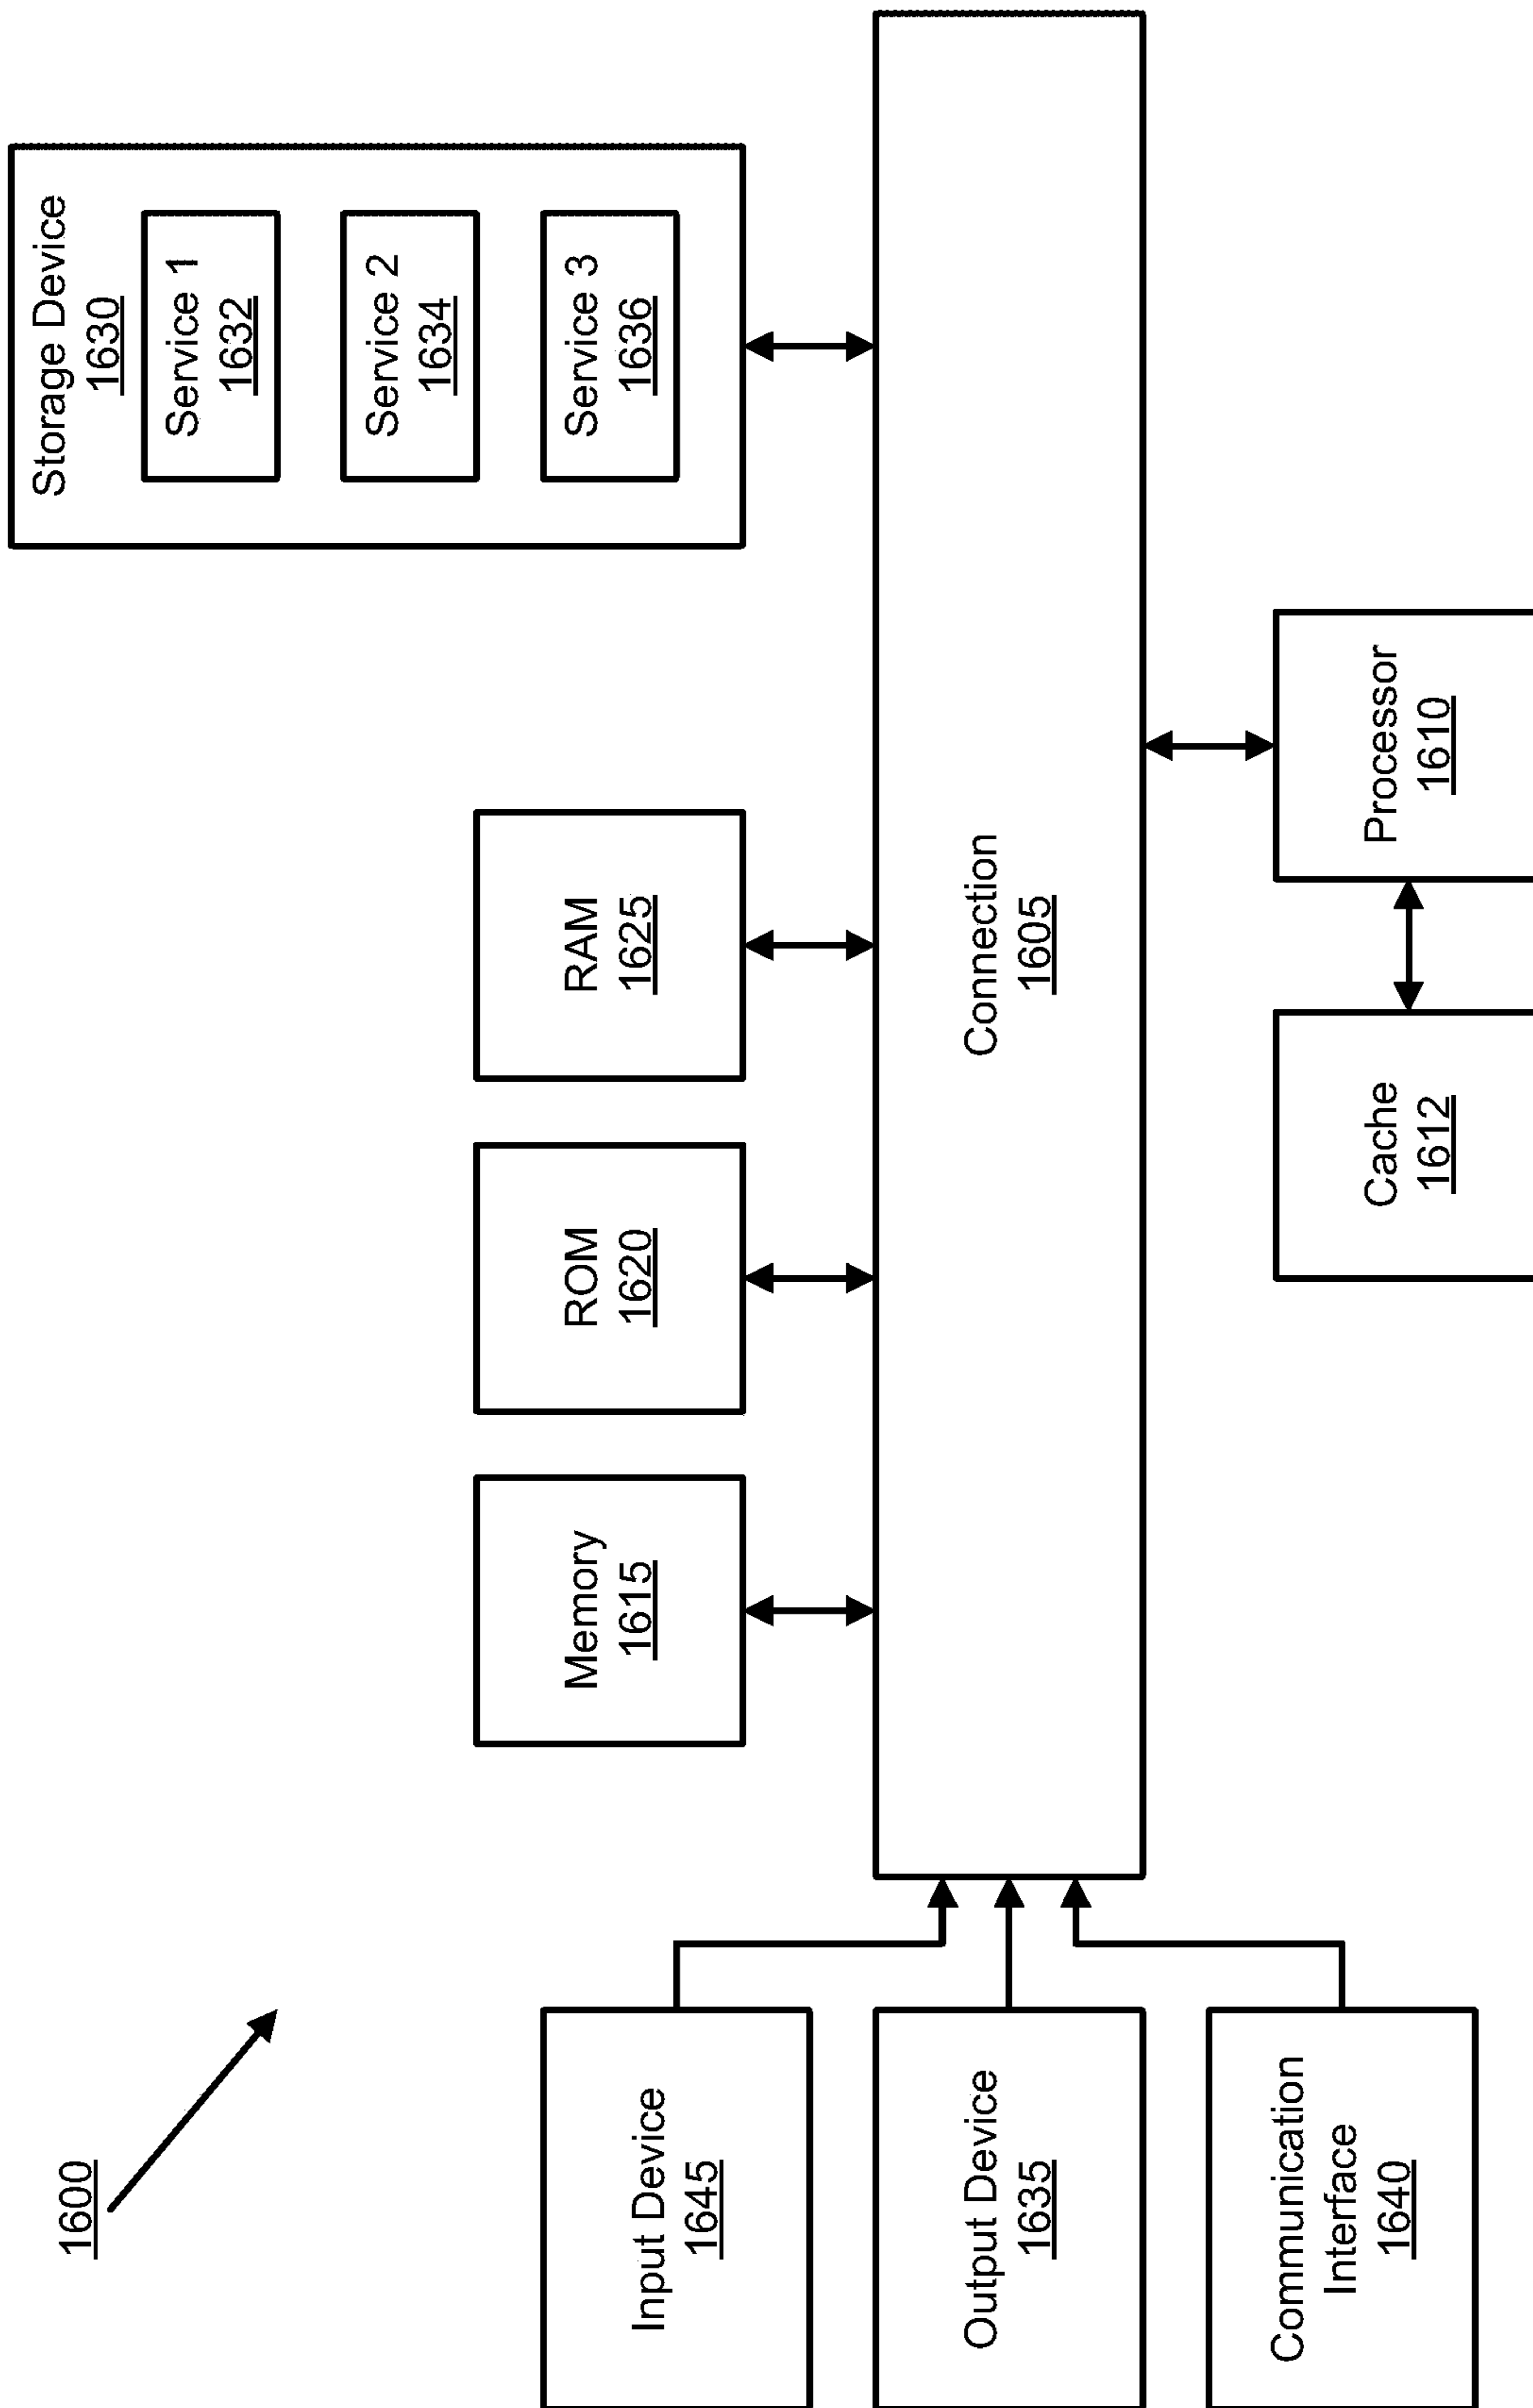 1600
Storage Device
1630
Service 1
1632
Service 2
1634
Service 3
1636
Memory
1615
ROM
1620
RAM
1625
Input Device
1645
Output Device
1635
Communication
Interface
1640
Connection
1605
Cache
1612
Processor
1610